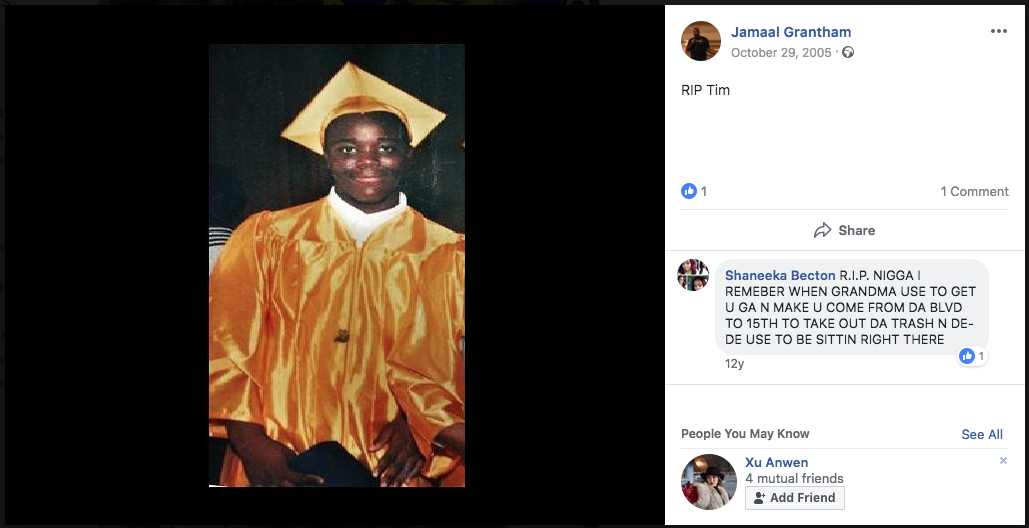 Jamaal Grantham
October 29, 2005 ·
RIP Tim
1
1 Comment
Share
Shaneeka Becton R.I.P. NIGGA I
REMEBER WHEN GRANDMA USE TO GET
U GA N MAKE U COME FROM DA BLVD
TO 15TH TO TAKE OUT DA TRASH N DE-
DE USE TO BE SITTIN RIGHT THERE
1
12y
People You May Know
See All
Xu Anwen
4 mutual friends
Add Friend